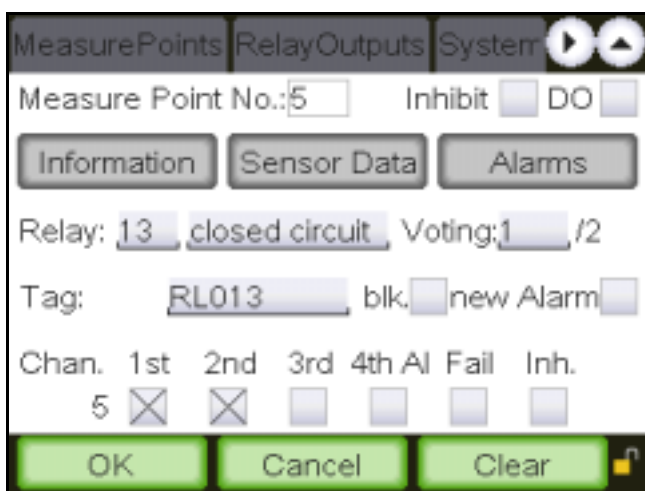 MeasurePoints RelayOutputs System
Measure Point No.:5 Inhibit DO
Information Sensor Data Alarms
Relay: 13 closed circuit Voting:1 /2
Tag: RL013 blk. new Alarm
Chan. 1st 2nd 3rd 4th Al Fail Inh.
5
OK Cancel Clear